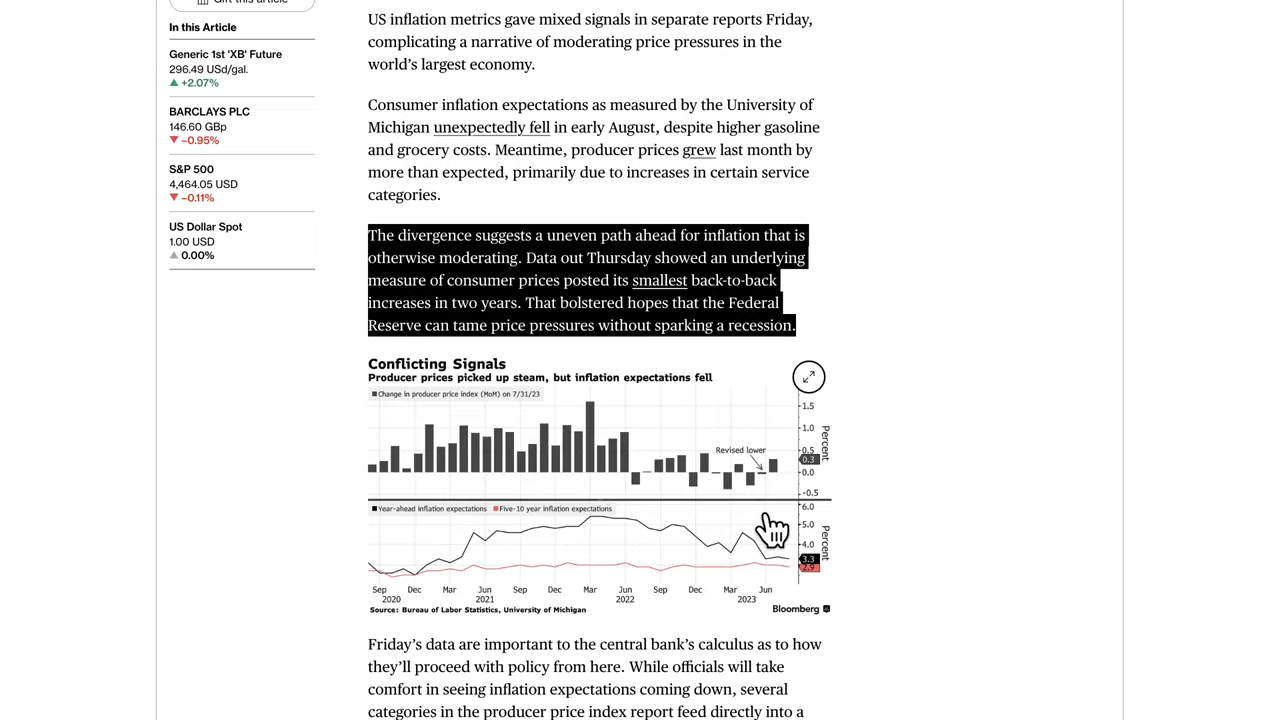 Gift this article
In this Article
Generic 1st 'XB' Future
296.49 USd/gal.
+2.07%
BARCLAYS PLC
146.60 GBp
−0.95%
S&P 500
4,464.05 USD
−0.11%
US Dollar Spot
1.00 USD
0.00%
US inflation metrics gave mixed signals in separate reports Friday,
complicating a narrative of moderating price pressures in the
world’s largest economy.
Consumer inflation expectations as measured by the University of
Michigan unexpectedly fell in early August, despite higher gasoline
and grocery costs. Meantime, producer prices grew last month by
more than expected, primarily due to increases in certain service
categories.
The divergence suggests a uneven path ahead for inflation that is
otherwise moderating. Data out Thursday showed an underlying
measure of consumer prices posted its smallest back-to-back
increases in two years. That bolstered hopes that the Federal
Reserve can tame price pressures without sparking a recession.
Conflicting Signals
Producer prices picked up steam, but inflation expectations fell
Change in producer price index (MoM) on 7/31/23
1.5
1.0
0.5
0.3
0.0
-0.5
Percent
Revised lower
Year-ahead inflation expectations Five-10 year inflation expectations
6.0
5.0
4.0
3.3
2.9
Percent
Sep Dec Mar Jun Sep Dec Mar Jun Sep Dec Mar Jun
2020 2021 2022 2023
Source: Bureau of Labor Statistics, University of Michigan
Bloomberg
Friday’s data are important to the central bank’s calculus as to how
they’ll proceed with policy from here. While officials will take
comfort in seeing inflation expectations coming down, several
categories in the producer price index report feed directly into a